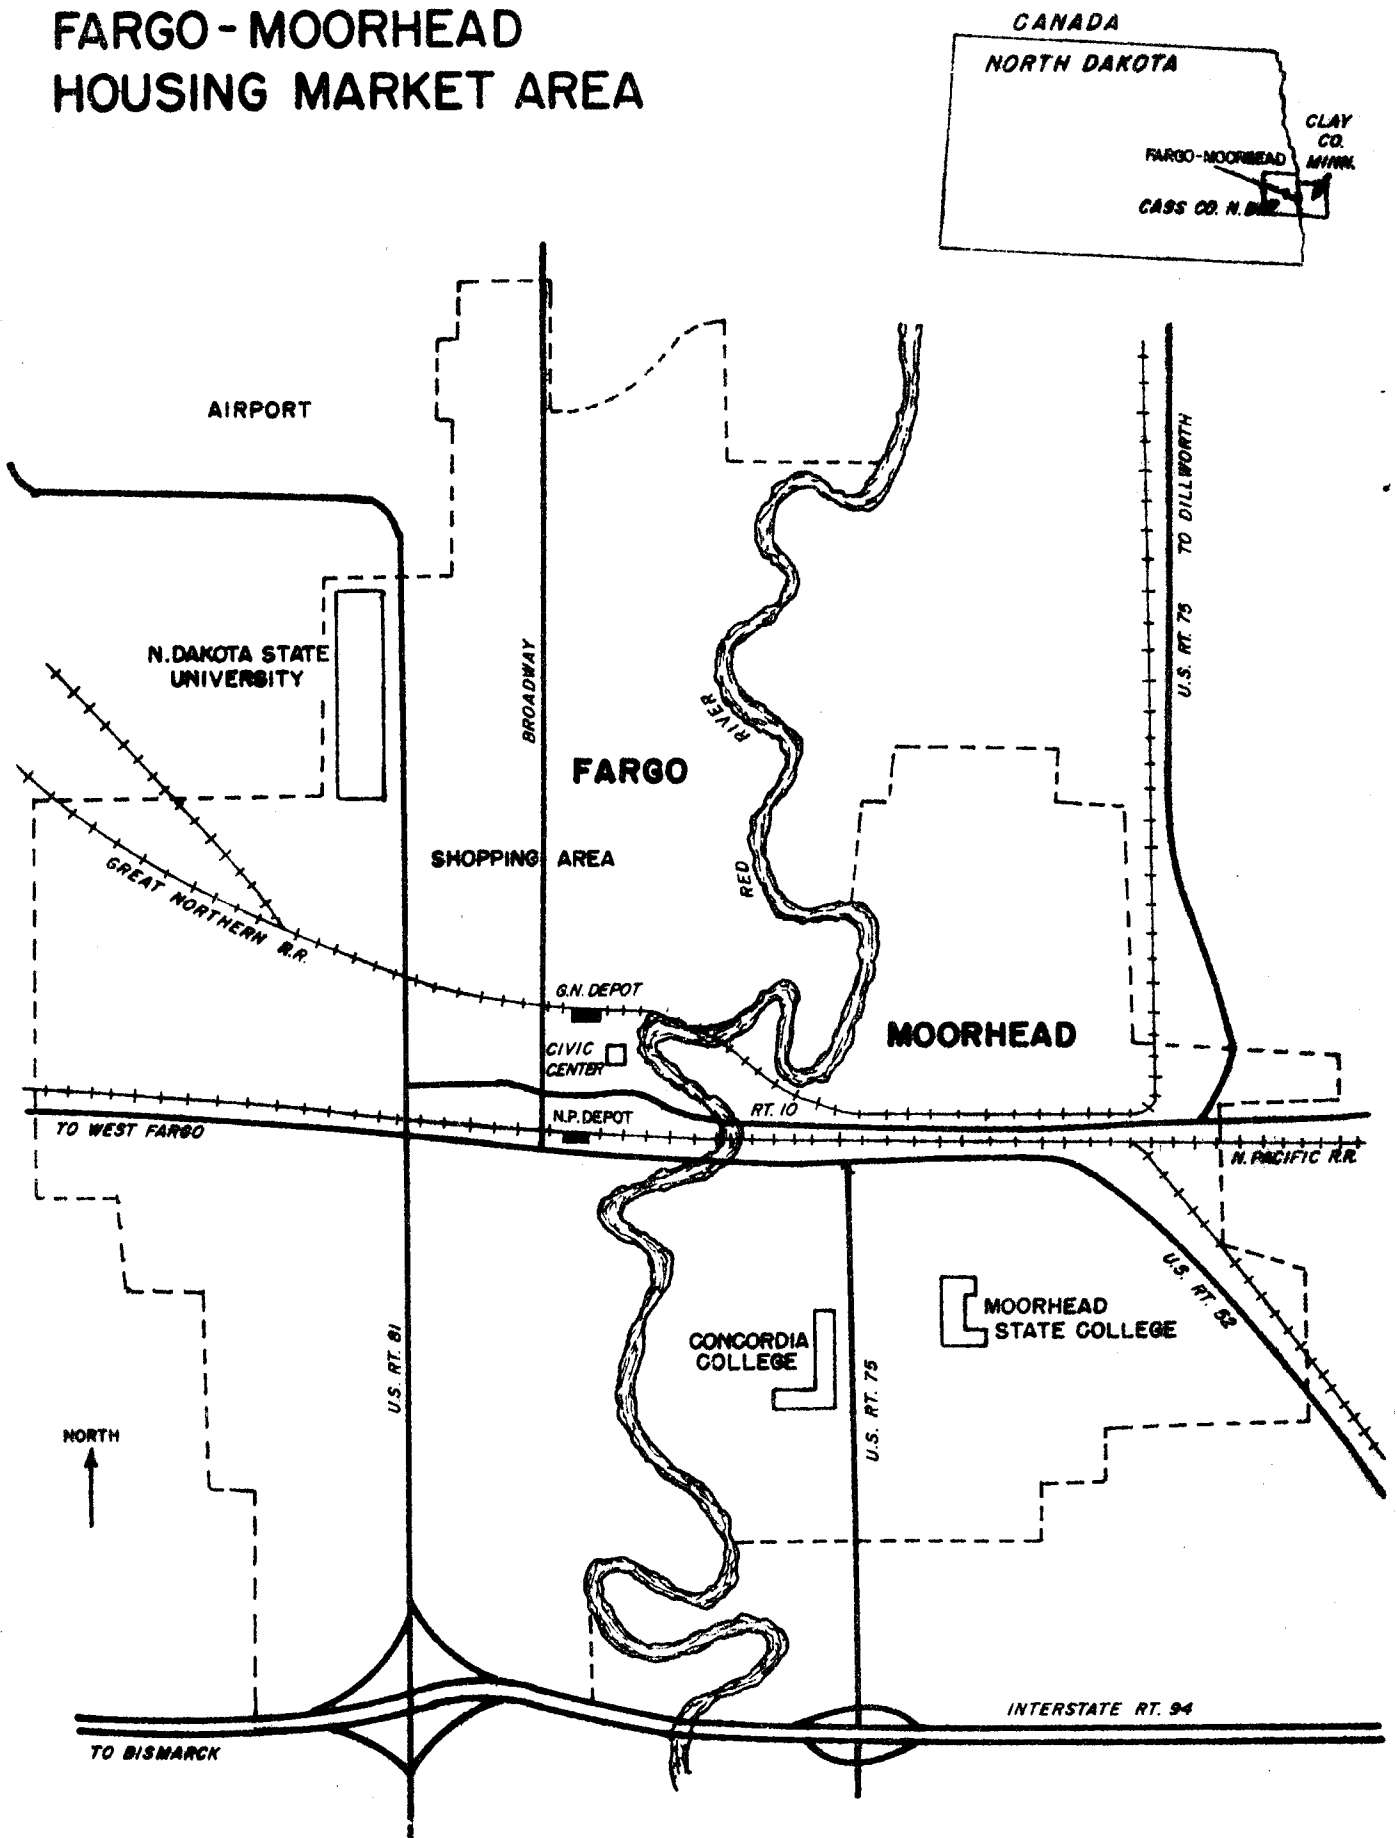 FARGO-MOORHEAD
HOUSING MARKET AREA
CANADA
NORTH DAKOTA
CLAY
CO.
MINN.
FARGO-MOORHEAD
CASS CO. N. DAK.
AIRPORT
TO DILLWORTH
U.S. RT. 75
N. DAKOTA STATE
UNIVERSITY
BROADWAY
RIVER
FARGO
SHOPPING AREA
RED
GREAT NORTHERN R.R.
G.N. DEPOT
MOORHEAD
CIVIC
CENTER
RT. 10
N.P. DEPOT
TO WEST FARGO
N. PACIFIC R.R.
U.S. RT. 52
MOORHEAD
STATE COLLEGE
CONCORDIA
COLLEGE
U.S. RT. 81
U.S. RT. 75
NORTH
INTERSTATE RT. 94
TO BISMARCK